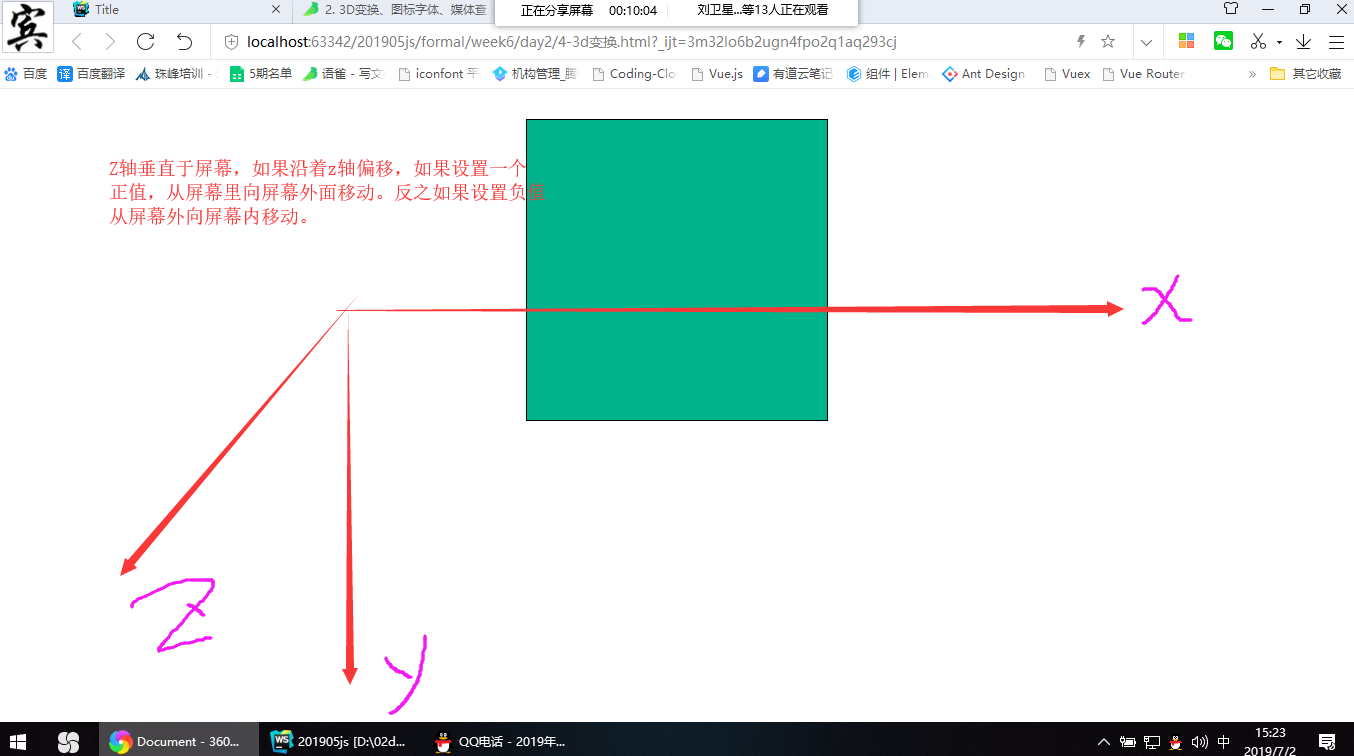 宾
Title
2. 3D变换、图标字体、媒体查
正在分享屏幕 00:10:04 刘卫星...等13人正在观看
localhost:63342/201905js/formal/week6/day2/4-3d变换.html?_ijt=3m32lo6b2ugn4fpo2q1aq293cj
百度 百度翻译 珠峰培训 - 5期名单 语雀 - 写文 iconfont 平 机构管理_腾 Coding-Clo Vue.js 有道云笔记 组件 | Elem Ant Design Vuex Vue Router » 其它收藏
Z轴垂直于屏幕，如果沿着z轴偏移，如果设置一个
正值，从屏幕里向屏幕外面移动。反之如果设置负值
从屏幕外向屏幕内移动。
x
z
y
Document - 360... 201905js [D:\02d... QQ电话 - 2019年... 中 15:23
2019/7/2